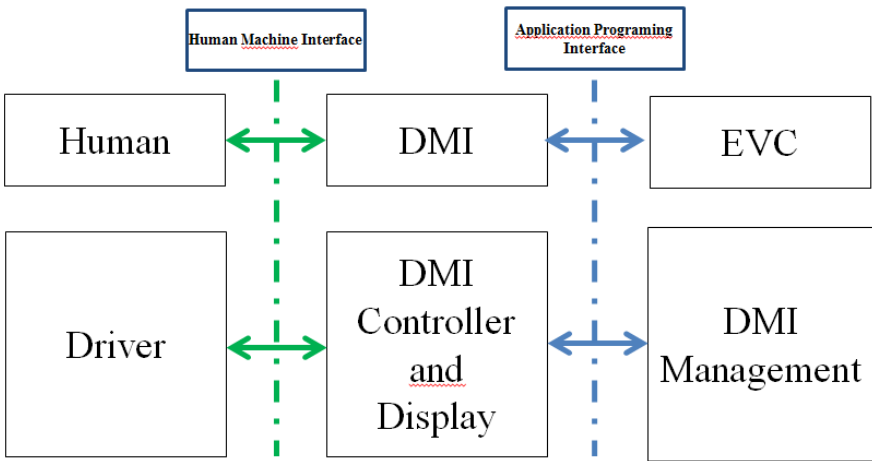 Human Machine Interface
Application Programing
Interface
Human
DMI
EVC
Driver
DMI
Controller
and
Display
DMI
Management